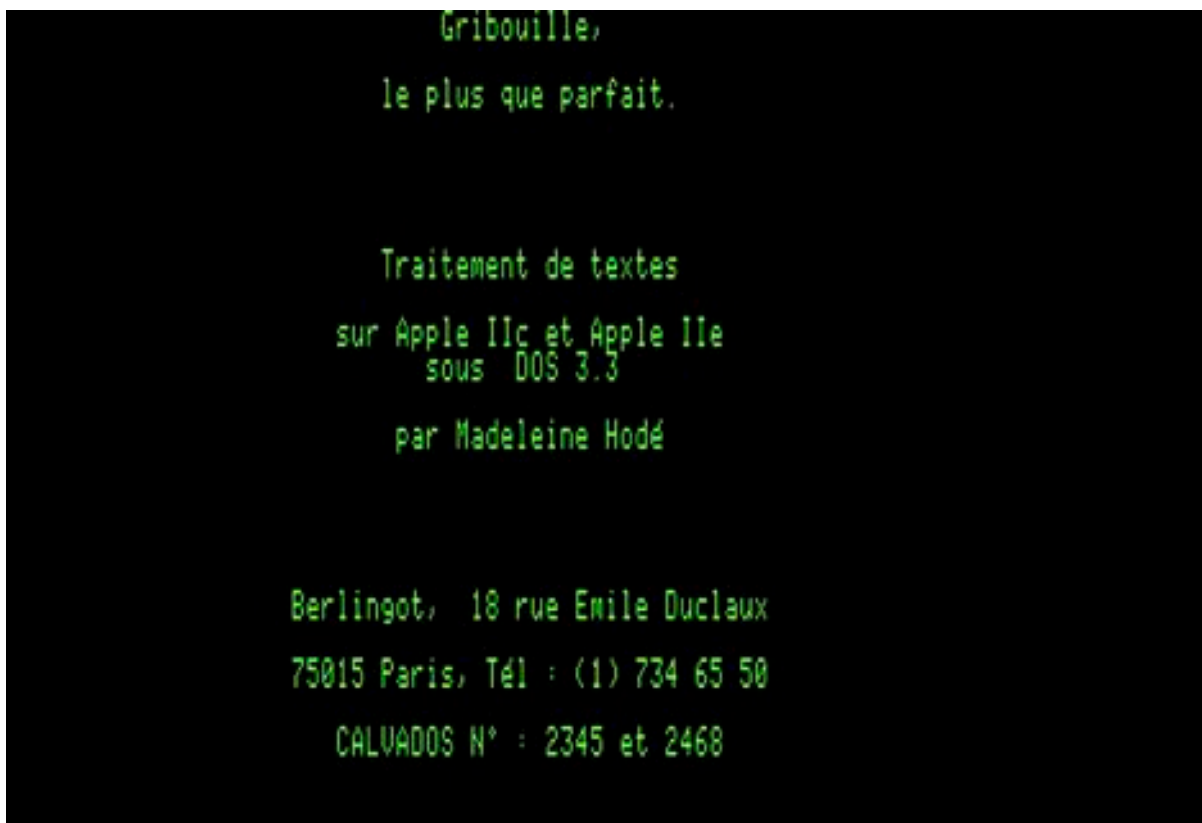 Gribouille,
le plus que parfait.
Traitement de textes
sur Apple IIc et Apple IIe
sous  DOS 3.3
par Madeleine Hodé
Berlingot,  18 rue Emile Duclaux
75015 Paris, Tél : (1) 734 65 50
CALVADOS N° : 2345 et 2468